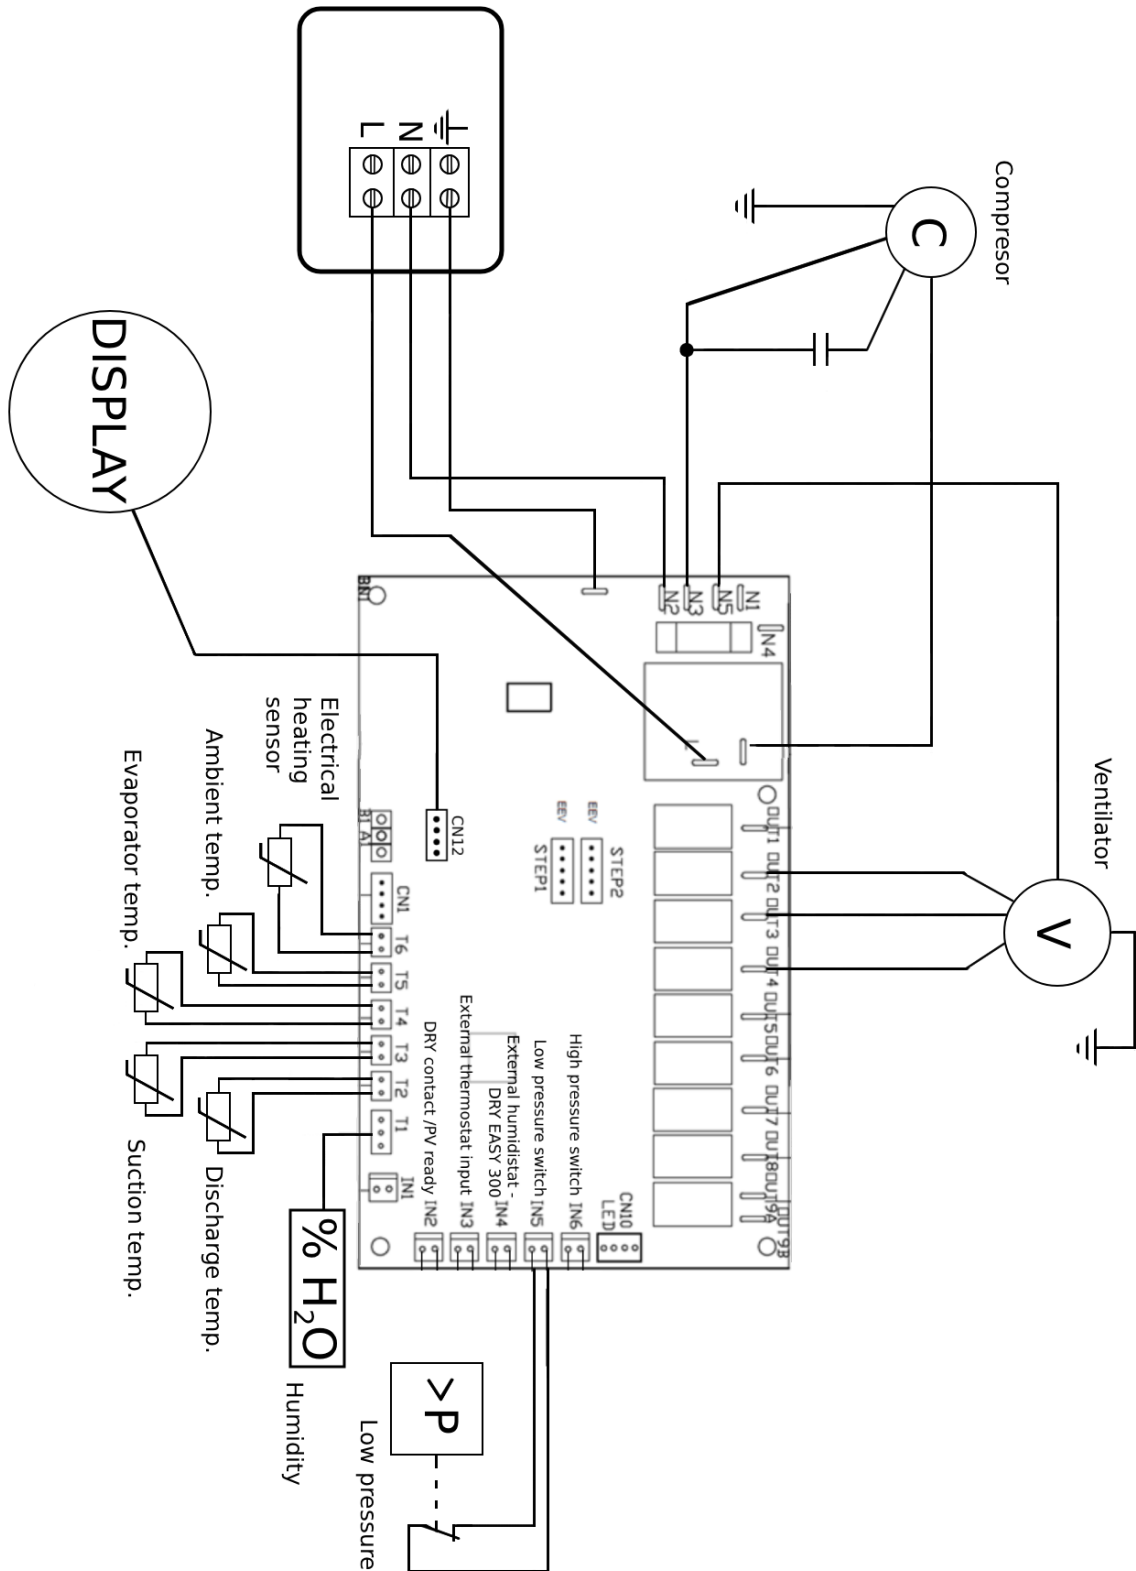 L
N
Compresor
C
DISPLAY
Ventilator
V
N1
N5
N3
N2
N4
L
OUT1
OUT2
OUT3
OUT4
OUT5
OUT6
OUT7
OUT8
OUT9A
OUT9B
EEV
EEV
STEP2
STEP1
CN12
B1 A1
CN1
T6
T5
T4
T3
T2
T1
IN1
Electrical
heating
sensor
Ambient temp.
Evaporator temp.
Suction temp.
Discharge temp.
% H₂O
Humidity
High pressure switch IN6
Low pressure switch IN5
External humidistat -
DRY EASY 300 IN4
External thermostat input IN3
DRY contact /PV ready IN2
CN10
LED
>P
Low pressure